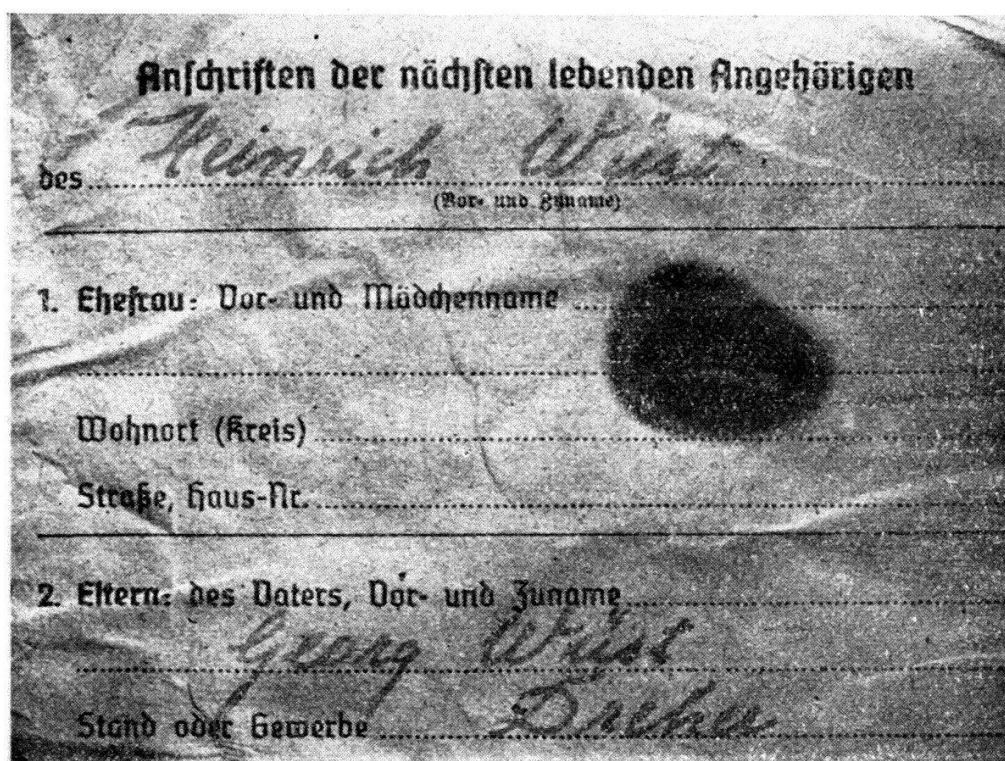 Anschriften der nächsten lebenden Angehörigen
des Heinrich Wüst
(Vor- und Zuname)
1. Ehefrau: Vor- und Mädchenname
Wohnort (Kreis)
Straße, Haus-Nr.
2. Eltern: des Vaters, Vor- und Zuname
Georg Wüst
Stand oder Gewerbe Dreher